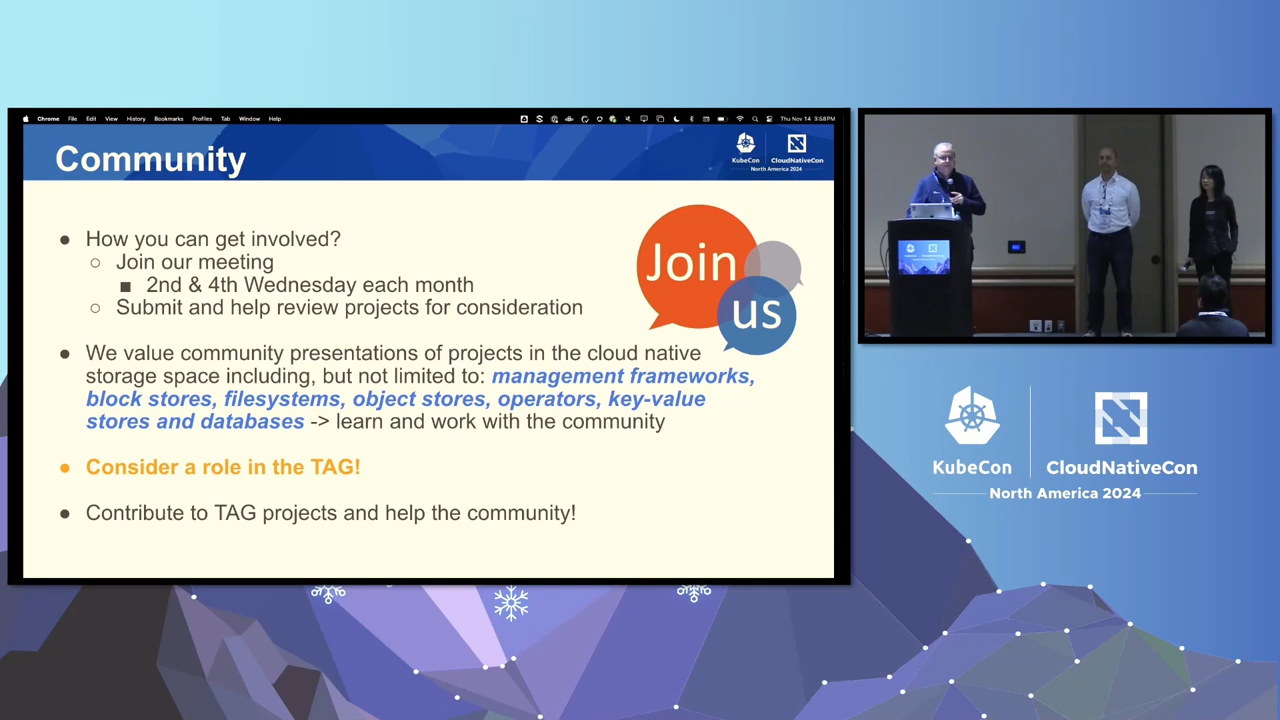 Chrome File Edit View History Bookmarks Profiles Tab Window Help
Thu Nov 14 3:58PM
Community
KubeCon CloudNativeCon
North America 2024
● How you can get involved?
○ Join our meeting
■ 2nd & 4th Wednesday each month
○ Submit and help review projects for consideration
Join
us
● We value community presentations of projects in the cloud native
storage space including, but not limited to: management frameworks,
block stores, filesystems, object stores, operators, key-value
stores and databases -> learn and work with the community
● Consider a role in the TAG!
● Contribute to TAG projects and help the community!
KubeCon CloudNativeCon
North America 2024